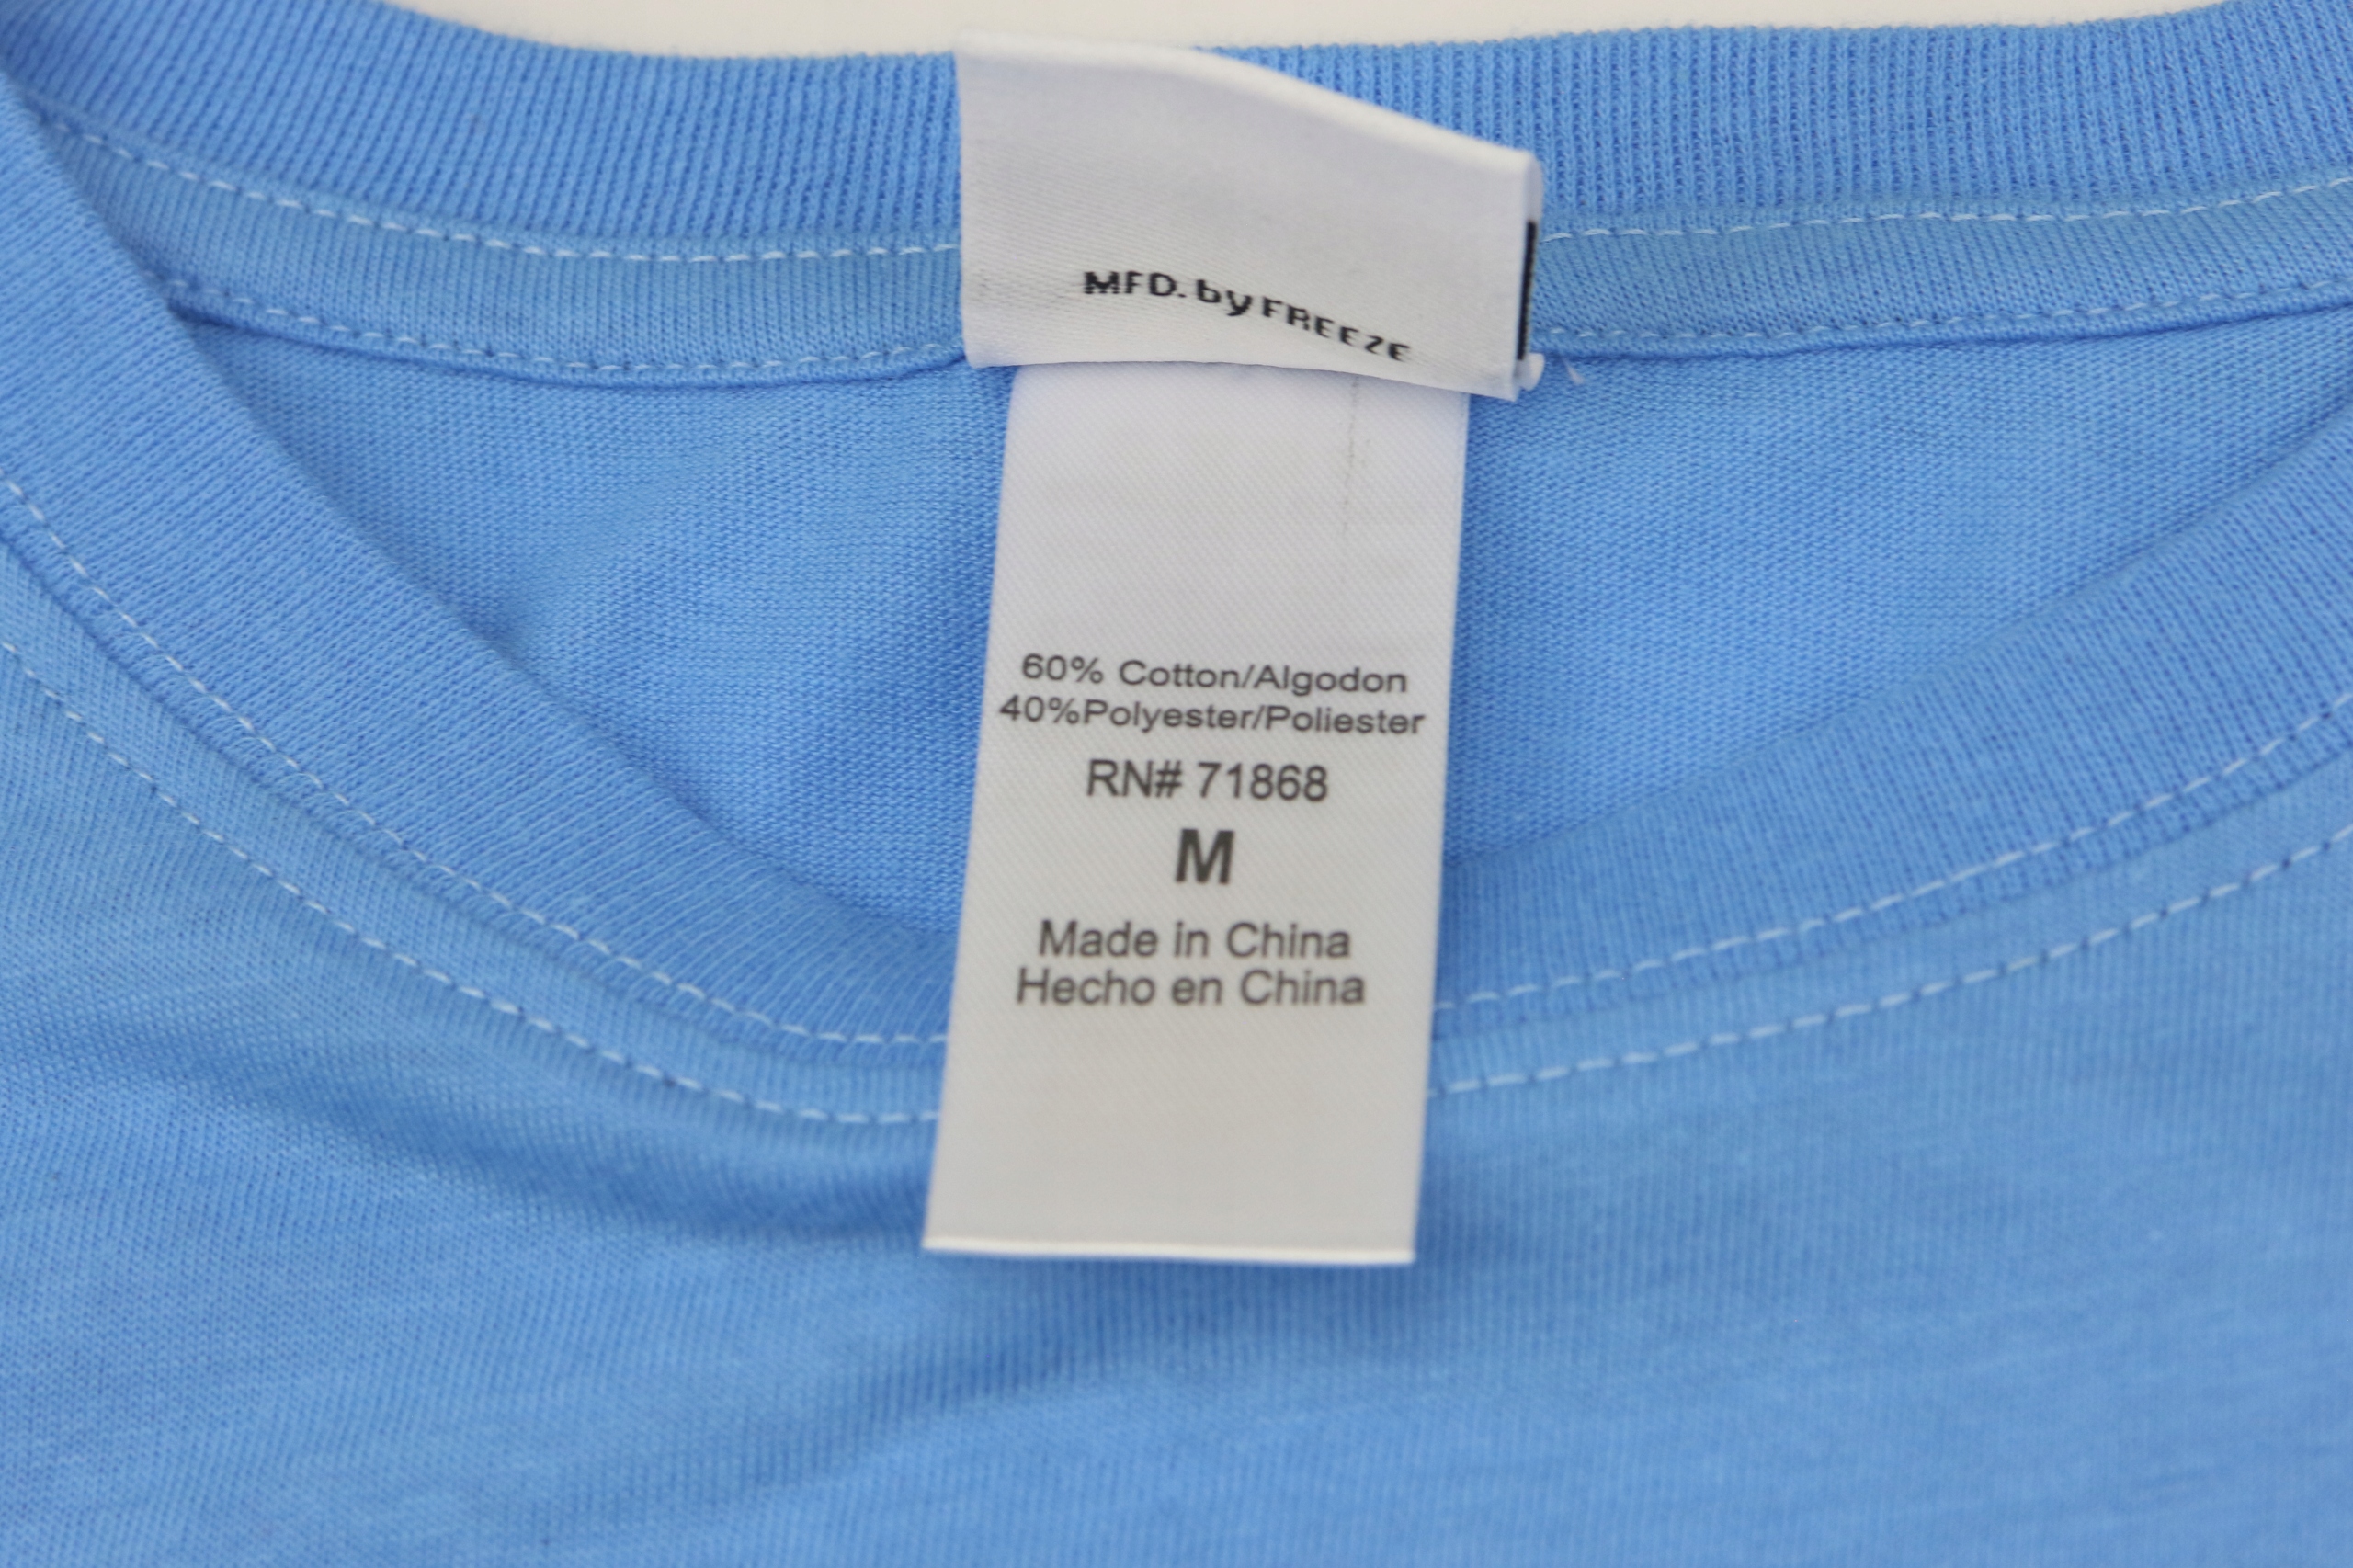 MFD. by FREEZE
60% Cotton/Algodon
40%Polyester/Poliester
RN# 71868
M
Made in China
Hecho en China